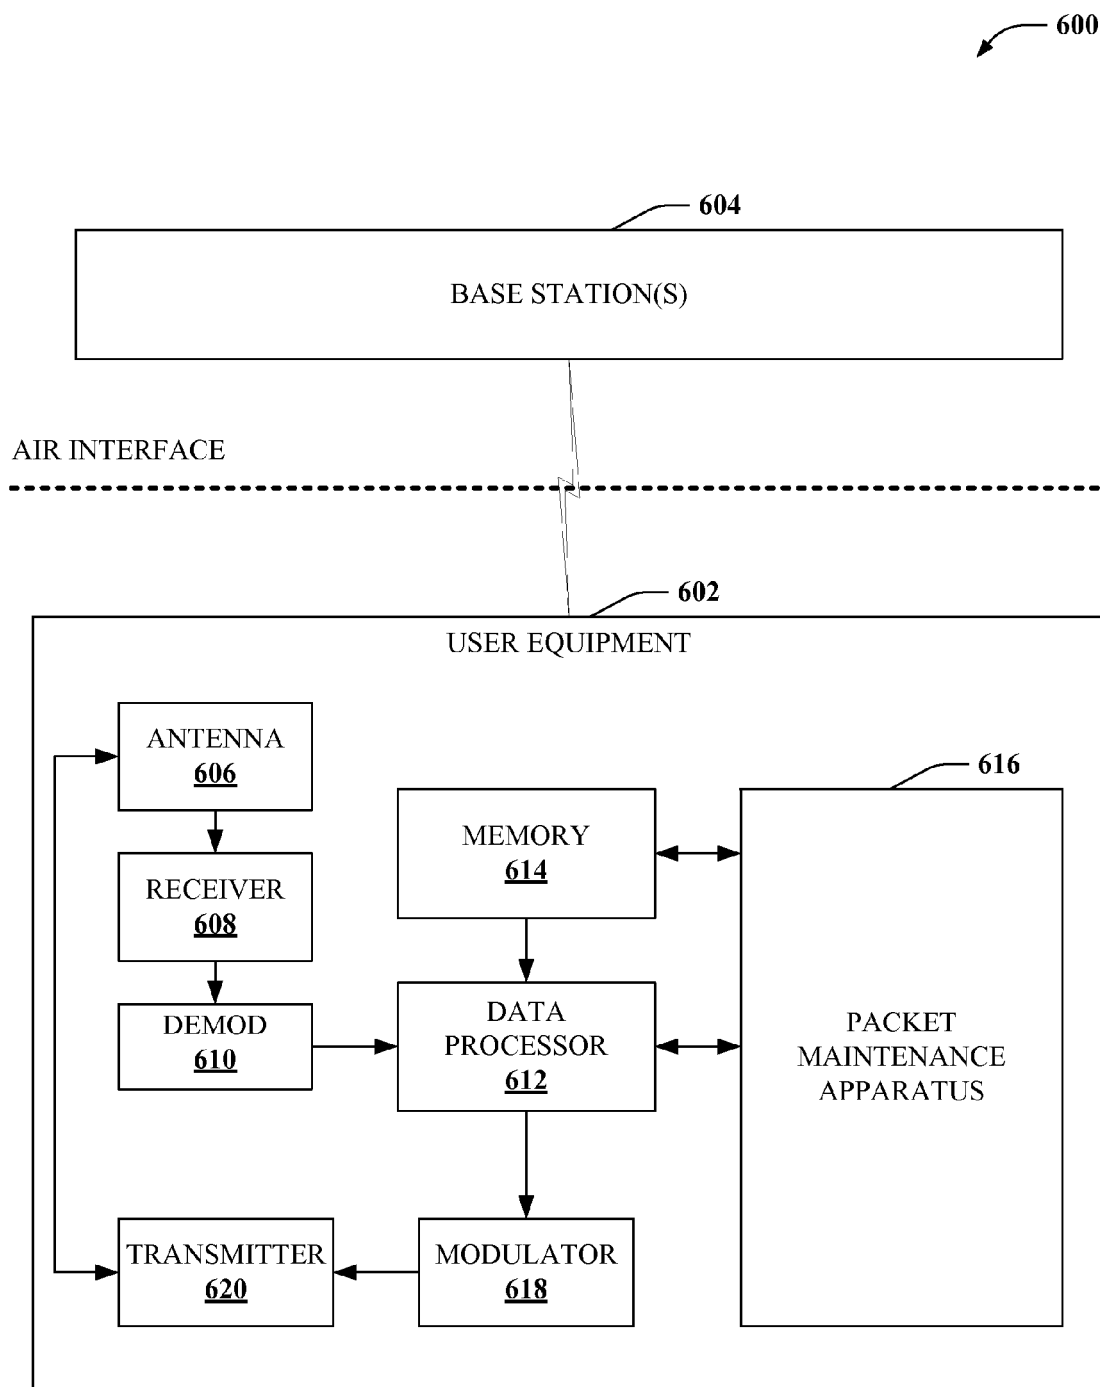 600
604
BASE STATION(S)
AIR INTERFACE
602
USER EQUIPMENT
ANTENNA
606
616
MEMORY
614
RECEIVER
608
DEMOD
610
DATA
PROCESSOR
612
PACKET
MAINTENANCE
APPARATUS
TRANSMITTER
620
MODULATOR
618